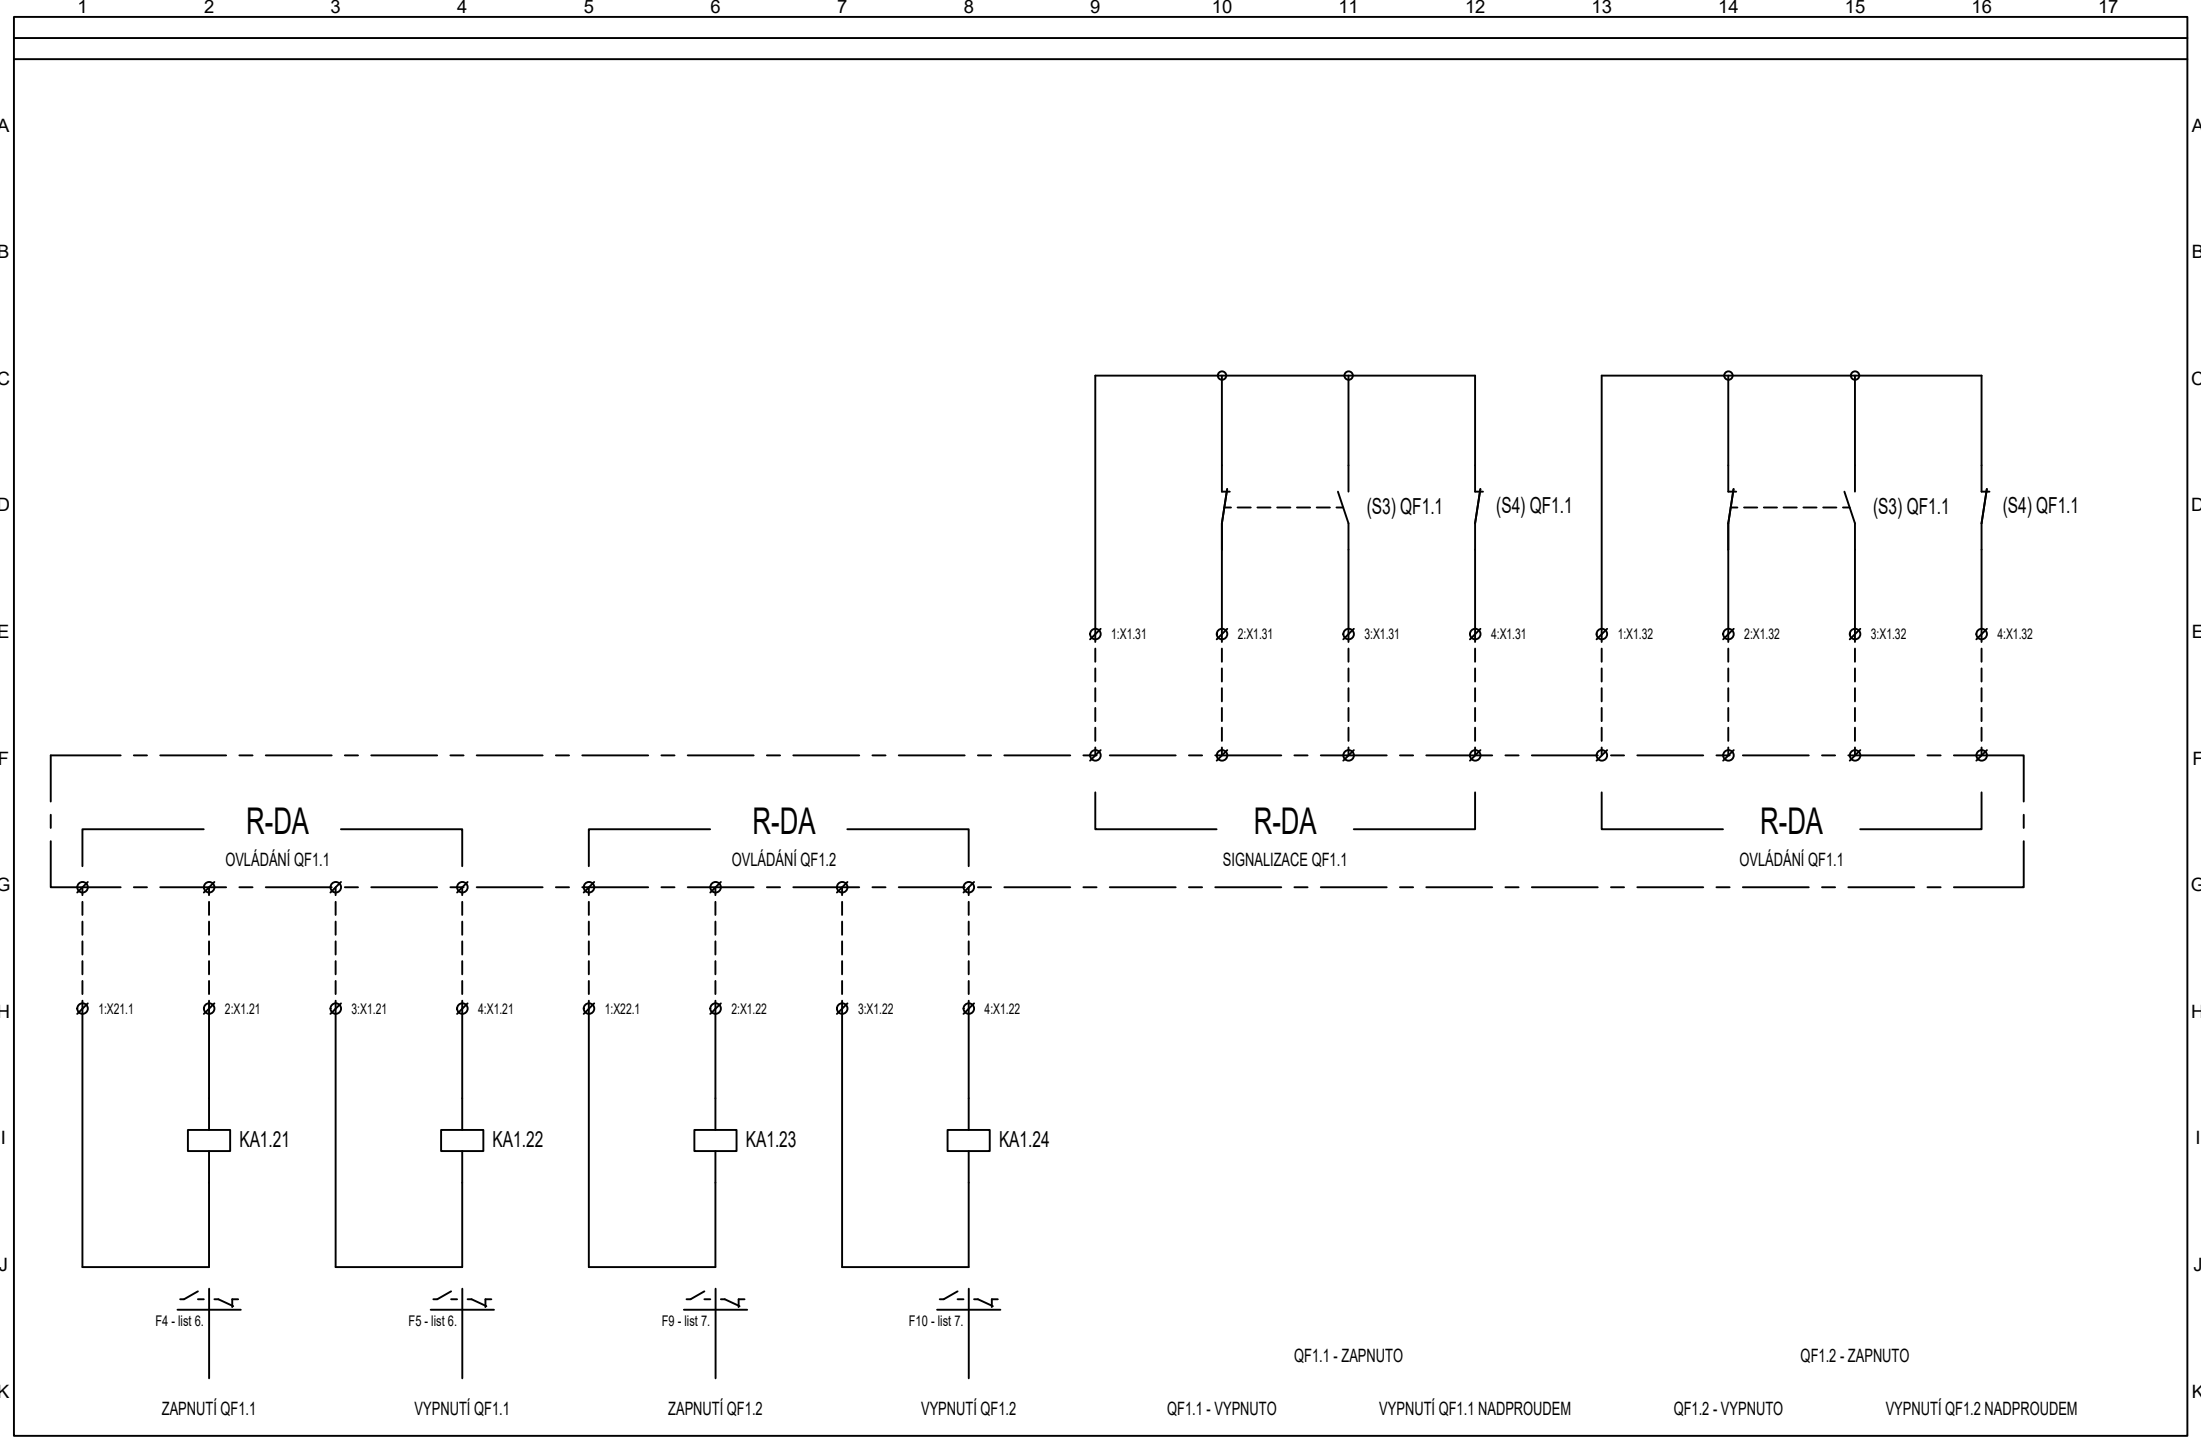 1 2 3 4 5 6 7 8 9 10 11 12 13 14 15 16 17
A A
B B
C C
(S3) QF1.1 (S4) QF1.1 (S3) QF1.1 (S4) QF1.1
D D
1:X1.31 2:X1.31 3:X1.31 4:X1.31 1:X1.32 2:X1.32 3:X1.32 4:X1.32
E E
F F
R-DA R-DA R-DA R-DA
OVLÁDÁNÍ QF1.1 OVLÁDÁNÍ QF1.2 SIGNALIZACE QF1.1 OVLÁDÁNÍ QF1.1
G G
1:X21.1 2:X1.21 3:X1.21 4:X1.21 1:X22.1 2:X1.22 3:X1.22 4:X1.22
H H
I KA1.21 KA1.22 KA1.23 KA1.24 I
J J
F4 - list 6. F5 - list 6. F9 - list 7. F10 - list 7.
QF1.1 - ZAPNUTO QF1.2 - ZAPNUTO
K K
ZAPNUTÍ QF1.1 VYPNUTÍ QF1.1 ZAPNUTÍ QF1.2 VYPNUTÍ QF1.2 QF1.1 - VYPNUTO VYPNUTÍ QF1.1 NADPROUDEM QF1.2 - VYPNUTO VYPNUTÍ QF1.2 NADPROUDEM